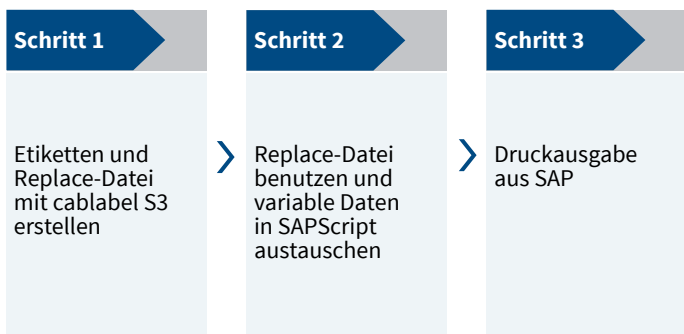 Schritt 1
Etiketten und
Replace-Datei
mit cablabel S3
erstellen
Schritt 2
Replace-Datei
benutzen und
variable Daten
in SAPScript
austauschen
Schritt 3
Druckausgabe
aus SAP